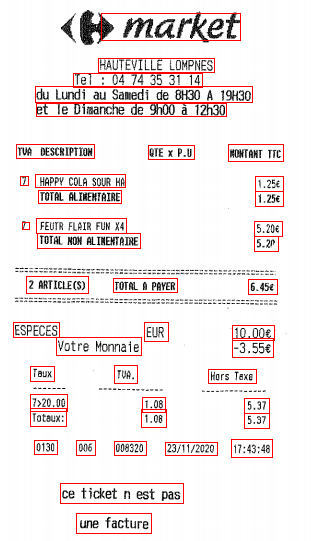 market
HAUTEVILLE LOMPNES
Tel : 04 74 35 31 14
du Lundi au Samedi de 8H30 A 19H30
et le Dimanche de 9h00 à 12h30
TVA DESCRIPTION QTE x P.U MONTANT TTC
7 HAPPY COLA SOUR HA 1.25€
TOTAL ALIMENTAIRE 1.25€
7 FEUTR FLAIR FUN X4 5.20€
TOTAL NON ALIMENTAIRE 5.20
2 ARTICLE(S) TOTAL A PAYER 6.45€
ESPECES EUR 10.00€
Votre Monnaie -3.55€
Taux TVA. Hors Taxe
7>20.00 1.08 5.37
Totaux: 1.08 5.37
0130 006 008320 23/11/2020 17:43:48
ce ticket n est pas
une facture